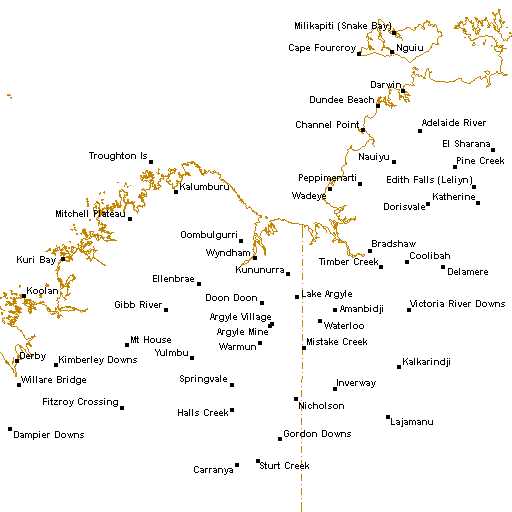 Milikapiti (Snake Bay)
Cape Fourcroy
Nguiu
Darwin
Dundee Beach
Channel Point
Adelaide River
El Sharana
Troughton Is
Nauiyu
Pine Creek
Peppimenarti
Edith Falls (Leliyn)
Kalumburu
Wadeye
Katherine
Dorisvale
Mitchell Plateau
Oombulgurri
Bradshaw
Wyndham
Kuri Bay
Timber Creek
Coolibah
Kununurra
Delamere
Ellenbrae
Koolan
Doon Doon
Lake Argyle
Gibb River
Amanbidji
Victoria River Downs
Argyle Village
Waterloo
Argyle Mine
Mt House
Warmun
Mistake Creek
Yulmbu
Derby
Kimberley Downs
Kalkarindji
Willare Bridge
Springvale
Inverway
Fitzroy Crossing
Nicholson
Halls Creek
Lajamanu
Dampier Downs
Gordon Downs
Sturt Creek
Carranya